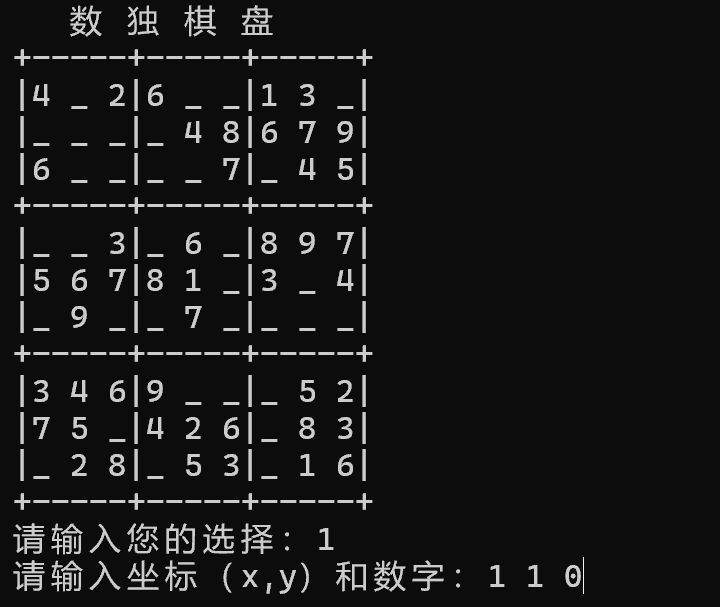 数 独 棋 盘
+-----+-----+-----+
|4 _ 2|6 _ _|1 3 _|
|_ _ _|_ 4 8|6 7 9|
|6 _ _|_ _ 7|_ 4 5|
+-----+-----+-----+
|_ _ 3|_ 6 _|8 9 7|
|5 6 7|8 1 _|3 _ 4|
|_ 9 _|_ 7 _|_ _ _|
+-----+-----+-----+
|3 4 6|9 _ _|_ 5 2|
|7 5 _|4 2 6|_ 8 3|
|_ 2 8|_ 5 3|_ 1 6|
+-----+-----+-----+
请输入您的选择: 1
请输入坐标（x,y）和数字: 1 1 0